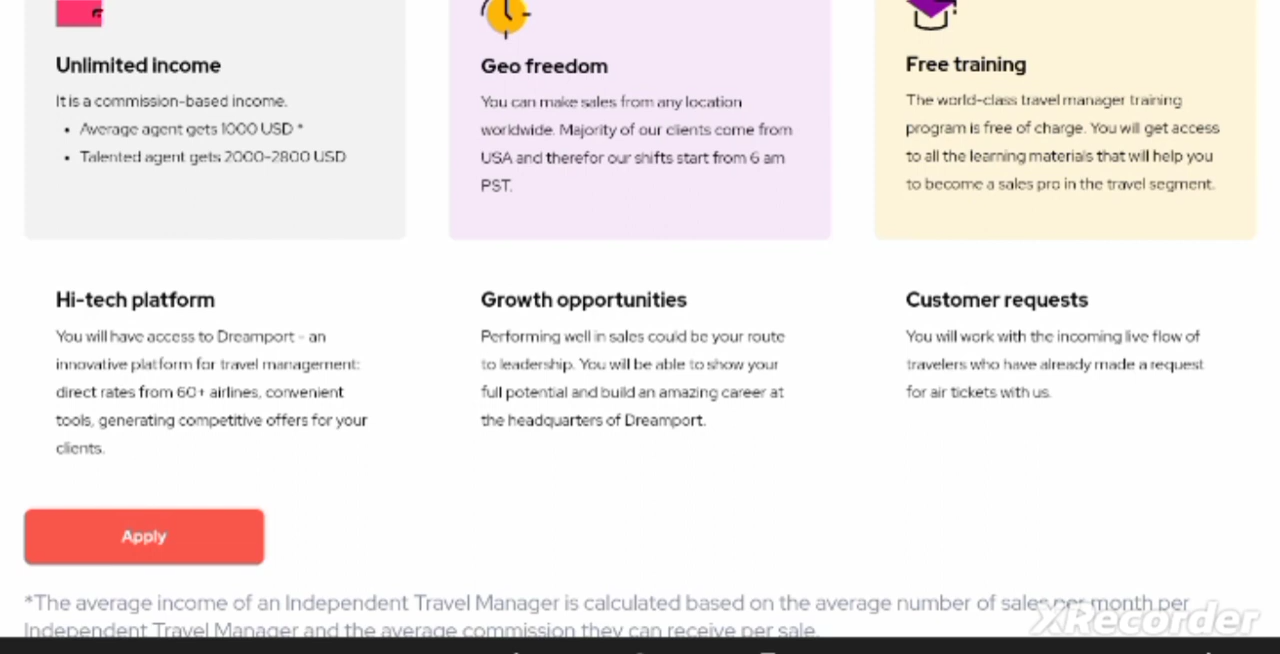 Unlimited income
It is a commission-based income.
• Average agent gets 1000 USD *
• Talented agent gets 2000-2800 USD
Geo freedom
You can make sales from any location
worldwide. Majority of our clients come from
USA and therefor our shifts start from 6 am
PST.
Free training
The world-class travel manager training
program is free of charge. You will get access
to all the learning materials that will help you
to become a sales pro in the travel segment.
Hi-tech platform
You will have access to Dreamport - an
innovative platform for travel management:
direct rates from 60+ airlines, convenient
tools, generating competitive offers for your
clients.
Growth opportunities
Performing well in sales could be your route
to leadership. You will be able to show your
full potential and build an amazing career at
the headquarters of Dreamport.
Customer requests
You will work with the incoming live flow of
travelers who have already made a request
for air tickets with us.
Apply
*The average income of an Independent Travel Manager is calculated based on the average number of sales per month per
Independent Travel Manager and the average commission they can receive per sale.
XRecorder